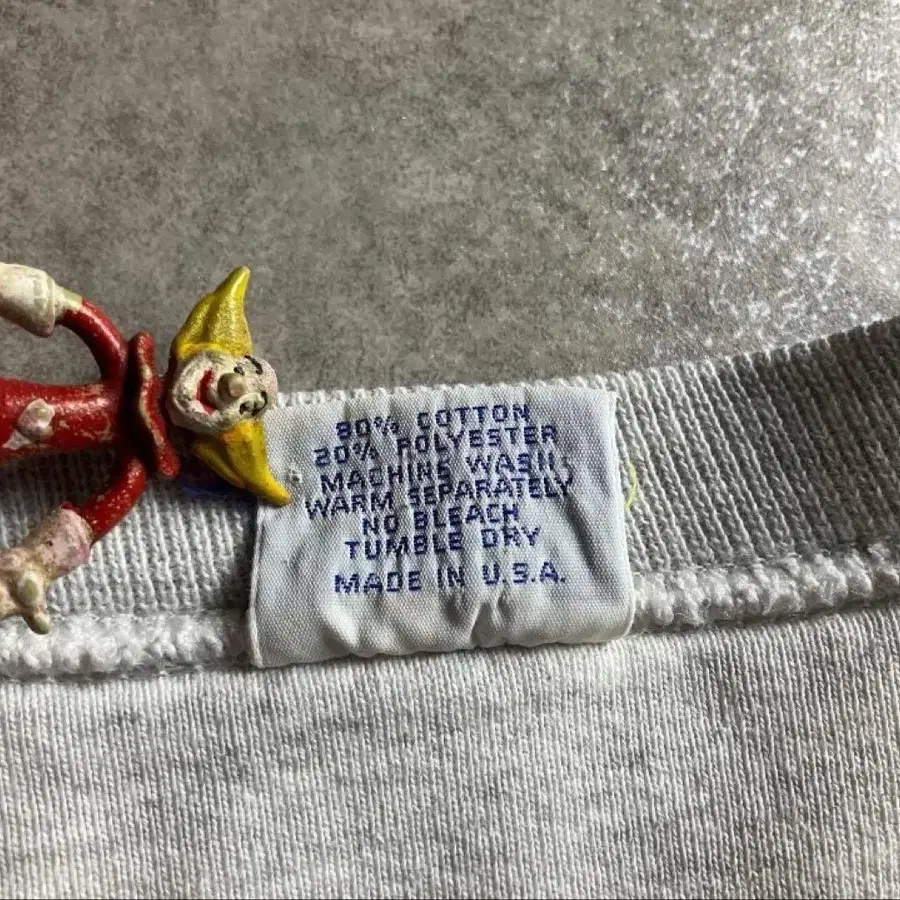 80% COTTON
20% POLYESTER
MACHINE WASH
WARM SEPARATELY
NO BLEACH
TUMBLE DRY
MADE IN U.S.A.